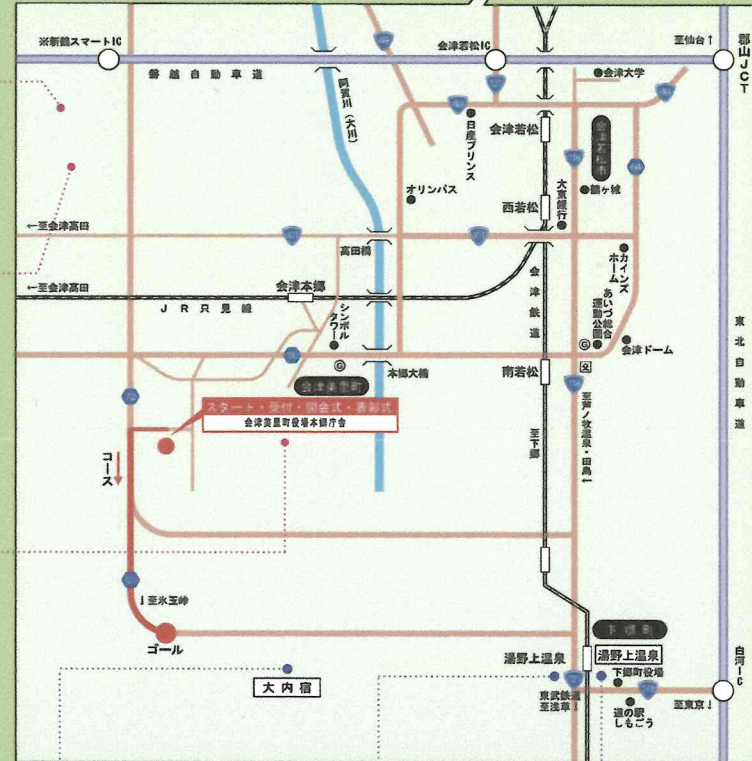 ※新鶴スマートIC
会津若松IC
至仙台↑
郡山JCT
磐越自動車道
阿賀川(大川)
会津大学
日産プリンス
会津若松
会津若松市
オリンパス
西若松
大東銀行
鶴ヶ城
64
←至会津高田
高田橋
カインズホーム
←至会津高田
会津本郷
JR只見線
シンボルタワー
会津鉄道
あいづ総合運動公園
会津ドーム
東北自動車道
G
G
本郷大橋
南若松
会津美里町
72
スタート・受付・開会式・表彰式
会津美里町役場本郷庁舎
至芦ノ牧温泉・田島↓
至下郷
コース
↓至氷玉峠
ゴール
下郷町
湯野上温泉
湯野上温泉
下郷町役場
白河IC
大内宿
東武鉄道
至浅草↓
道の駅
しもごう
至東京↓